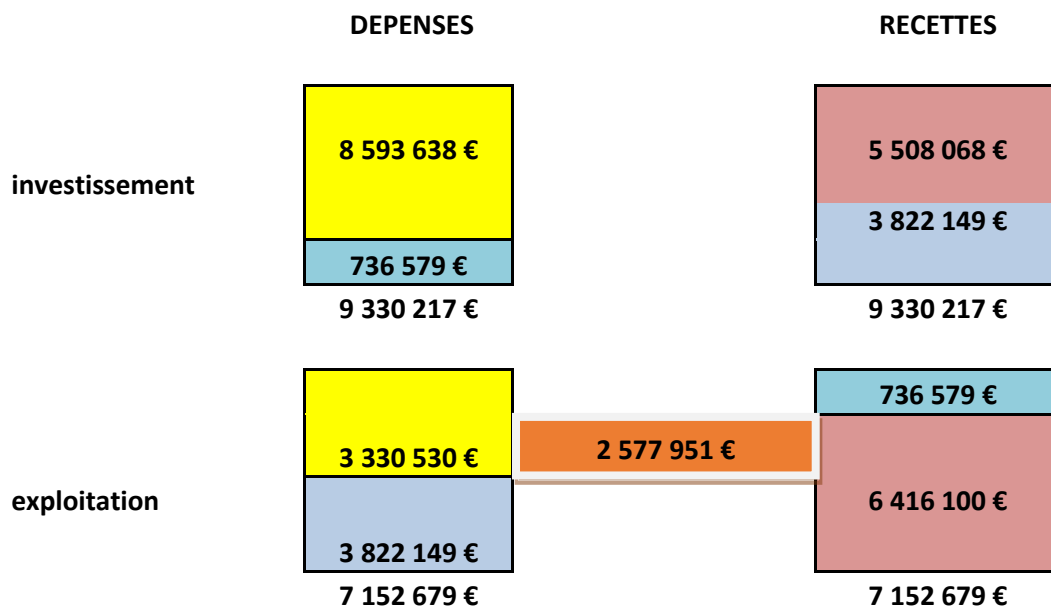 DEPENSES RECETTES
8 593 638 € 5 508 068 €
investissement
3 822 149 €
736 579 €
9 330 217 € 9 330 217 €
736 579 €
3 330 530 € 2 577 951 €
exploitation 6 416 100 €
3 822 149 €
7 152 679 € 7 152 679 €